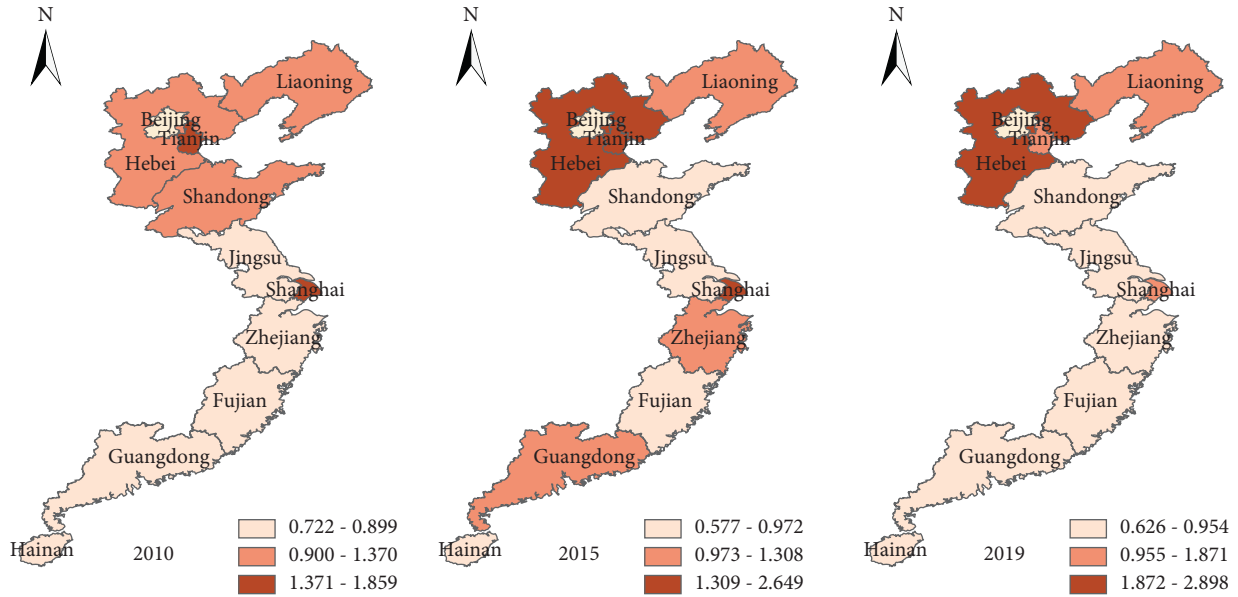 N
Liaoning
Beijing
Tianjin
Hebei
Shandong
Jingsu
Shanghai
Zhejiang
Fujian
Guangdong
Hainan
2010
0.722 - 0.899
0.900 - 1.370
1.371 - 1.859
N
Liaoning
Beijing
Tianjin
Hebei
Shandong
Jingsu
Shanghai
Zhejiang
Fujian
Guangdong
Hainan
2015
0.577 - 0.972
0.973 - 1.308
1.309 - 2.649
N
Liaoning
Beijing
Tianjin
Hebei
Shandong
Jingsu
Shanghai
Zhejiang
Fujian
Guangdong
Hainan
2019
0.626 - 0.954
0.955 - 1.871
1.872 - 2.898